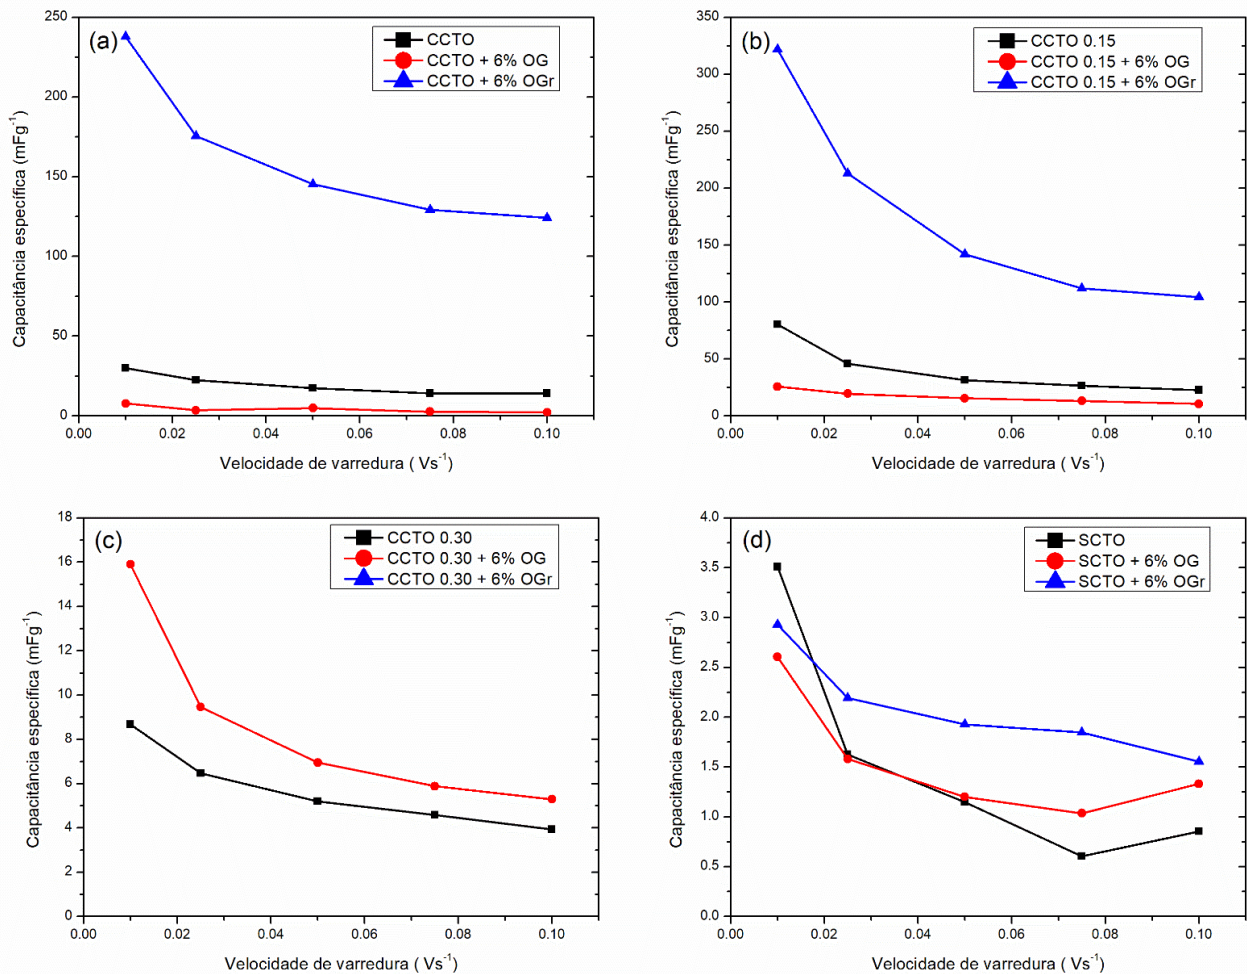 (a)
CCTO
CCTO + 6% OG
CCTO + 6% OGr
Capacitância específica (mFg⁻¹)
250
200
150
100
50
0
0.00 0.02 0.04 0.06 0.08 0.10
Velocidade de varredura ( Vs⁻¹)
(b)
CCTO 0.15
CCTO 0.15 + 6% OG
CCTO 0.15 + 6% OGr
Capacitância específica (mFg⁻¹)
350
300
250
200
150
100
50
0
0.00 0.02 0.04 0.06 0.08 0.10
Velocidade de varredura ( Vs⁻¹)
(c)
CCTO 0.30
CCTO 0.30 + 6% OG
CCTO 0.30 + 6% OGr
Capacitância específica (mFg⁻¹)
18
16
14
12
10
8
6
4
2
0
0.00 0.02 0.04 0.06 0.08 0.10
Velocidade de varredura ( Vs⁻¹)
(d)
SCTO
SCTO + 6% OG
SCTO + 6% OGr
Capacitância específica (mFg⁻¹)
4.0
3.5
3.0
2.5
2.0
1.5
1.0
0.5
0.0
0.00 0.02 0.04 0.06 0.08 0.10
Velocidade de varredura ( Vs⁻¹)